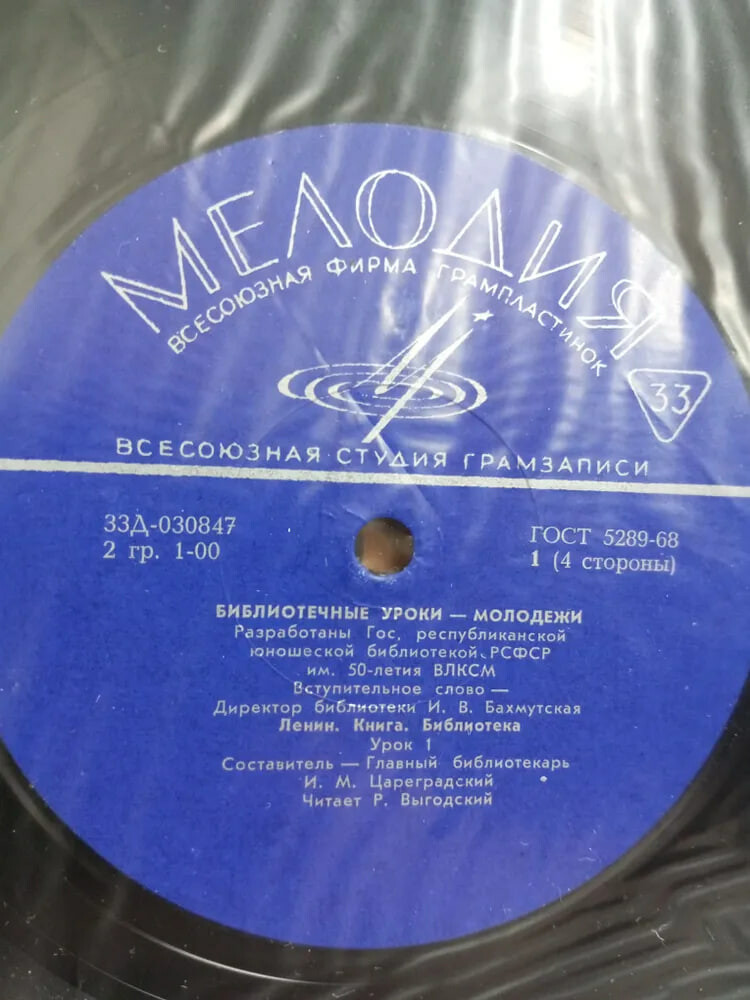 МЕЛОДИЯ
ВСЕСОЮЗНАЯ ФИРМА ГРАМПЛАСТИНОК
33
ВСЕСОЮЗНАЯ СТУДИЯ ГРАМЗАПИСИ
33Д-030847
2 гр. 1-00
ГОСТ 5289-68
1 (4 стороны)
БИБЛИОТЕЧНЫЕ УРОКИ — МОЛОДЕЖИ
Разработаны Гос. республиканской
юношеской библиотекой РСФСР
им. 50-летия ВЛКСМ
Вступительное слово —
Директор библиотеки И. В. Бахмутская
Ленин. Книга. Библиотека
Урок 1
Составитель — Главный библиотекарь
И. М. Цареградский
Читает Р. Выгодский